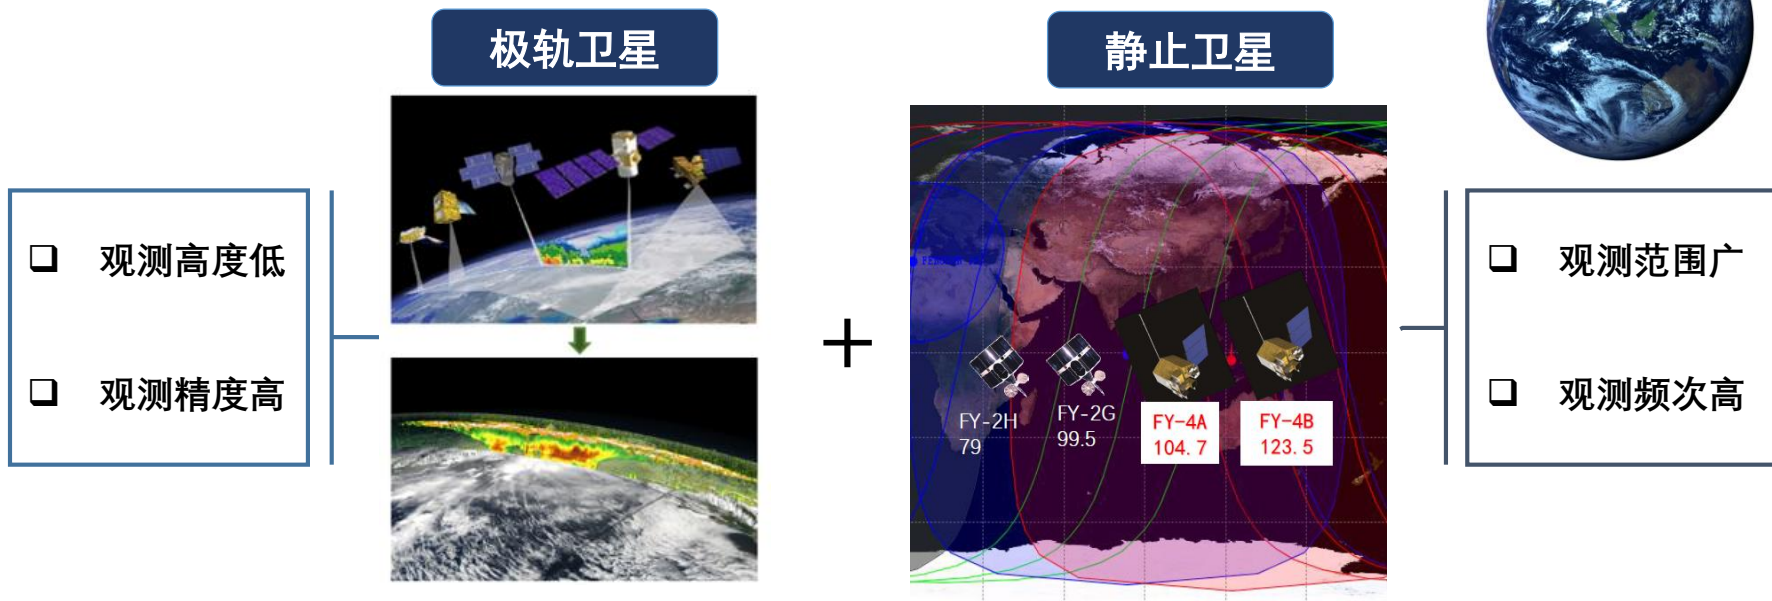 极轨卫星
静止卫星
观测高度低
观测精度高
+
FY-2H
79
FY-2G
99.5
FY-4A
104.7
FY-4B
123.5
观测范围广
观测频次高